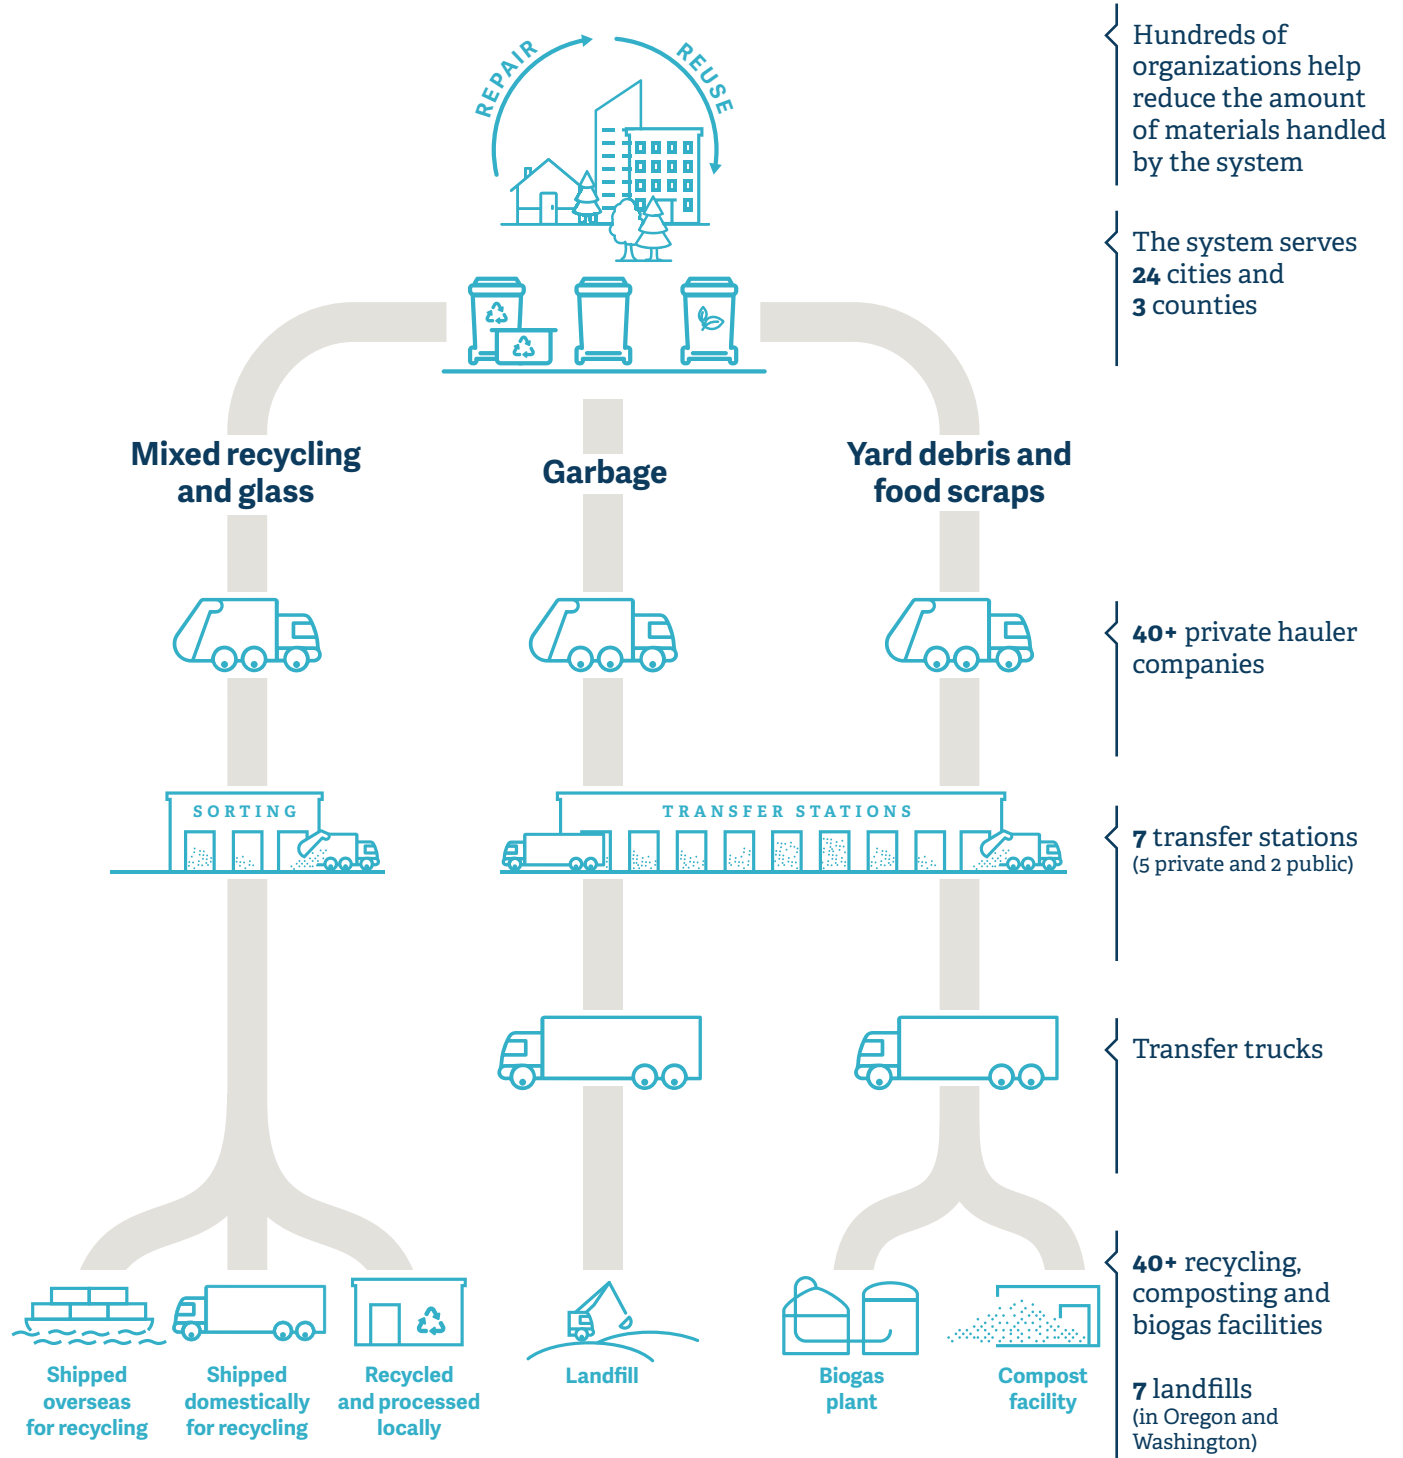 REPAIR
REUSE
Hundreds of
organizations help
reduce the amount
of materials handled
by the system
The system serves
24 cities and
3 counties
Mixed recycling
and glass
Garbage
Yard debris and
food scraps
40+ private hauler
companies
SORTING
TRANSFER STATIONS
7 transfer stations
(5 private and 2 public)
Transfer trucks
40+ recycling,
composting and
biogas facilities
7 landfills
(in Oregon and
Washington)
Shipped
overseas
for recycling
Shipped
domestically
for recycling
Recycled
and processed
locally
Landfill
Biogas
plant
Compost
facility